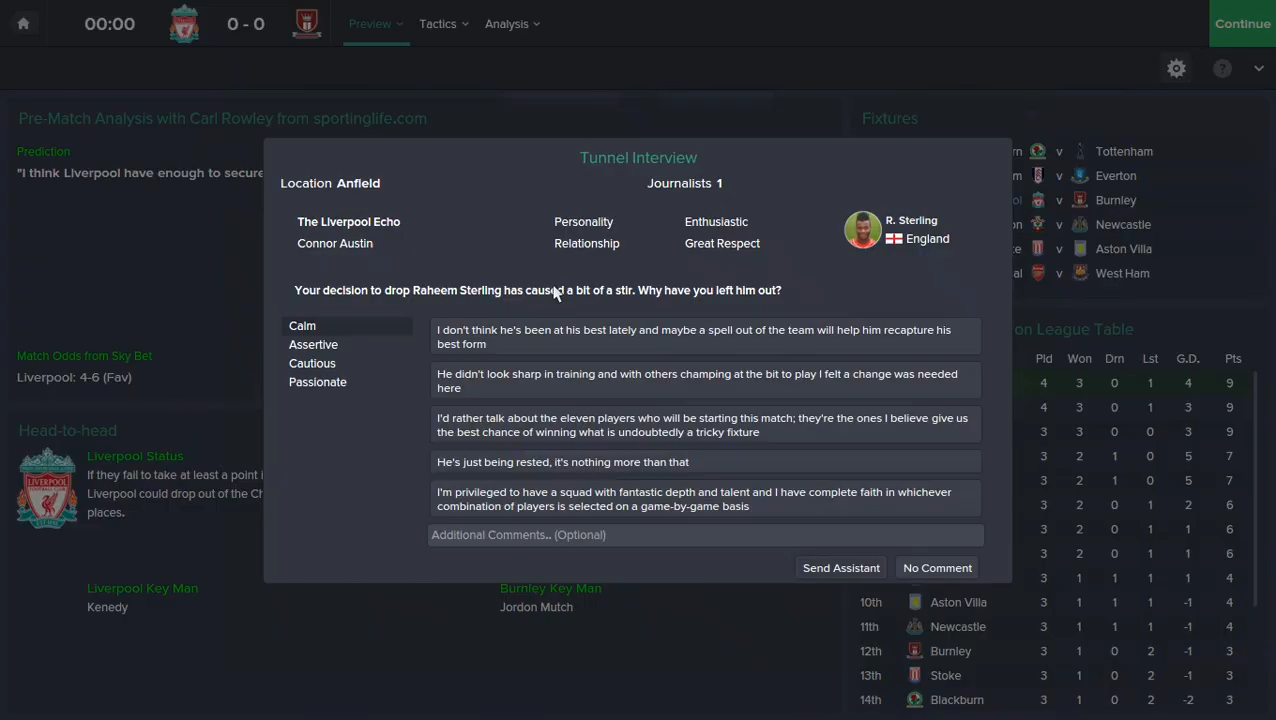 00:00
0 - 0
Preview
Tactics
Analysis
Continue
?
Pre-Match Analysis with Carl Rowley from sportinglife.com
Fixtures
Prediction
"I think Liverpool have enough to secure
Tunnel Interview
Location Anfield
Journalists 1
The Liverpool Echo
Personality
Enthusiastic
R. Sterling
Connor Austin
Relationship
Great Respect
England
Your decision to drop Raheem Sterling has caused a bit of a stir. Why have you left him out?
Calm
Assertive
Cautious
Passionate
I don't think he's been at his best lately and maybe a spell out of the team will help him recapture his
best form
He didn't look sharp in training and with others champing at the bit to play I felt a change was needed
here
I'd rather talk about the eleven players who will be starting this match; they're the ones I believe give us
the best chance of winning what is undoubtedly a tricky fixture
He's just being rested, it's nothing more than that
I'm privileged to have a squad with fantastic depth and talent and I have complete faith in whichever
combination of players is selected on a game-by-game basis
Additional Comments.. (Optional)
Send Assistant
No Comment
v Tottenham
v Everton
v Burnley
v Newcastle
v Aston Villa
v West Ham
Match Odds from Sky Bet
Liverpool: 4-6 (Fav)
Head-to-head
Liverpool Status
If they fail to take at least a point i
Liverpool could drop out of the Ch
places.
Liverpool Key Man
Kenedy
Burnley Key Man
Jordon Mutch
on League Table
Pld Won Drn Lst G.D. Pts
4 3 0 1 4 9
4 3 0 1 3 9
3 3 0 0 3 9
3 2 1 0 5 7
3 2 1 0 5 7
3 2 0 1 2 6
3 2 0 1 1 6
3 2 0 1 1 6
3 1 1 1 1 4
10th Aston Villa 3 1 1 1 -1 4
11th Newcastle 3 1 1 1 -1 4
12th Burnley 3 1 0 2 -1 3
13th Stoke 3 1 0 2 -1 3
14th Blackburn 3 1 0 2 -2 3